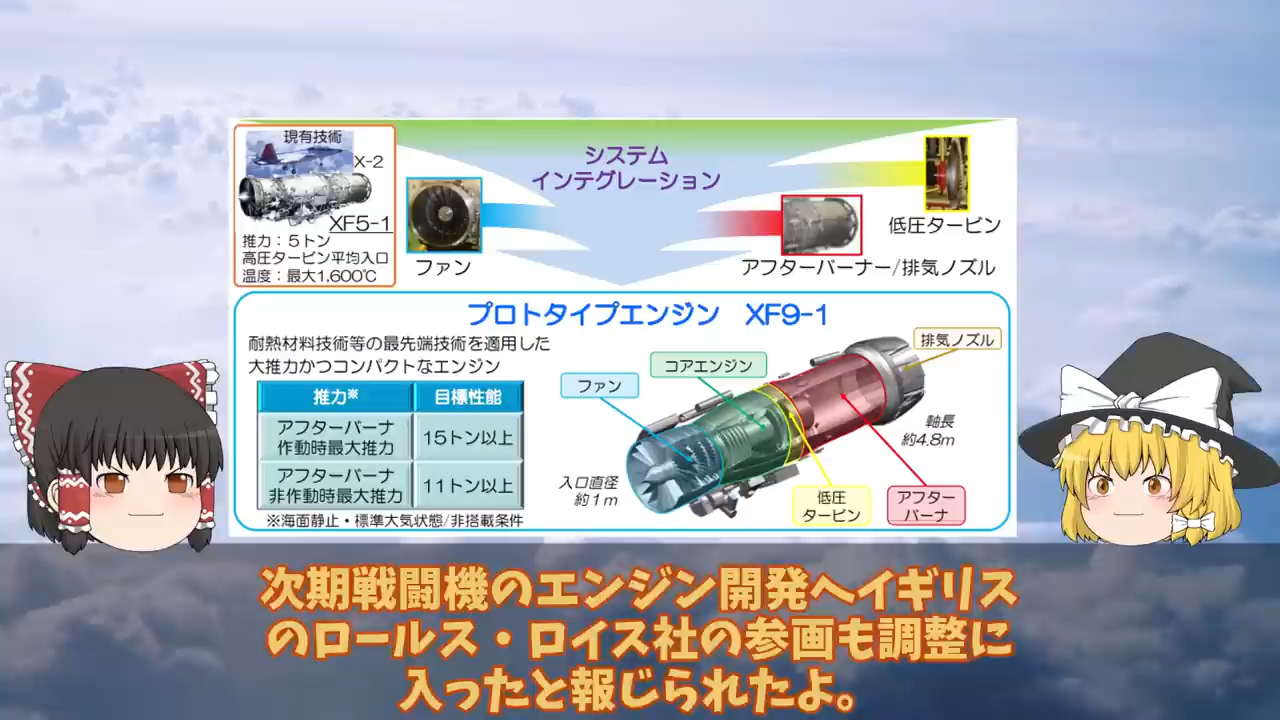 現有技術
X-2
XF5-1
推力：５トン
高圧タービン平均入口
温度：最大1,600℃
ファン
システム
インテグレーション
低圧タービン
アフターバーナー/排気ノズル
プロトタイプエンジン　XF9-1
耐熱材料技術等の最先端技術を適用した
大推力かつコンパクトなエンジン
推力※
目標性能
アフターバーナ
作動時最大推力
15トン以上
アフターバーナ
非作動時最大推力
11トン以上
※海面静止・標準大気状態/非搭載条件
ファン
コアエンジン
排気ノズル
入口直径
約１ｍ
軸長
約4.8m
低圧
タービン
アフター
バーナ
次期戦闘機のエンジン開発へイギリス
のロールス・ロイス社の参画も調整に
入ったと報じられたよ。